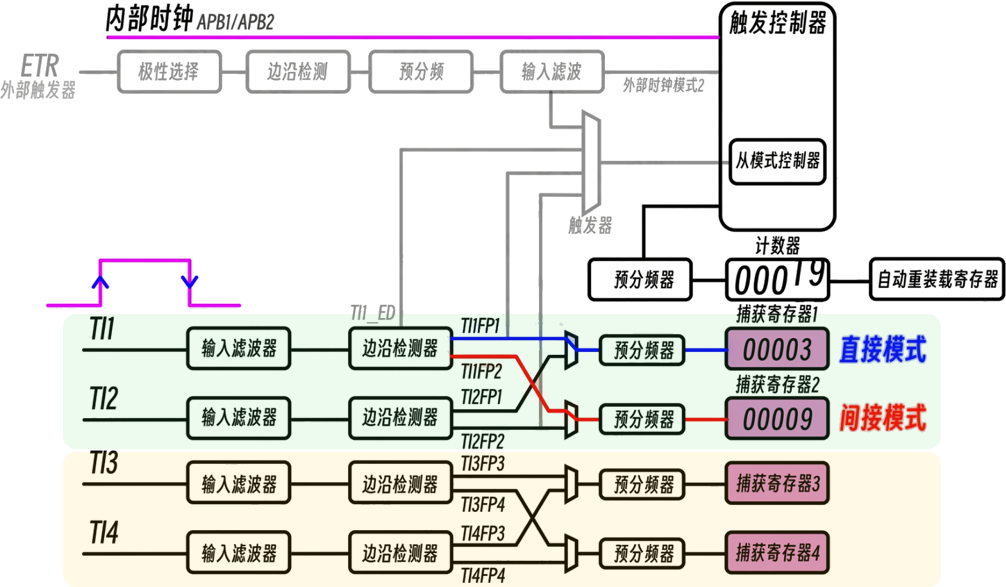 内部时钟 APB1/APB2
触发控制器
ETR
外部触发器
极性选择
边沿检测
预分频
输入滤波
外部时钟模式2
从模式控制器
触发器
计数器
预分频器
00019
自动重装载寄存器
捕获寄存器1
TI1
TI1_ED
TI1FP1
输入滤波器
边沿检测器
预分频器
00003
直接模式
TI1FP2
捕获寄存器2
TI2
TI2FP1
输入滤波器
边沿检测器
预分频器
00009
间接模式
TI2FP2
TI3
TI3FP3
输入滤波器
边沿检测器
预分频器
捕获寄存器3
TI3FP4
TI4
TI4FP3
输入滤波器
边沿检测器
预分频器
捕获寄存器4
TI4FP4